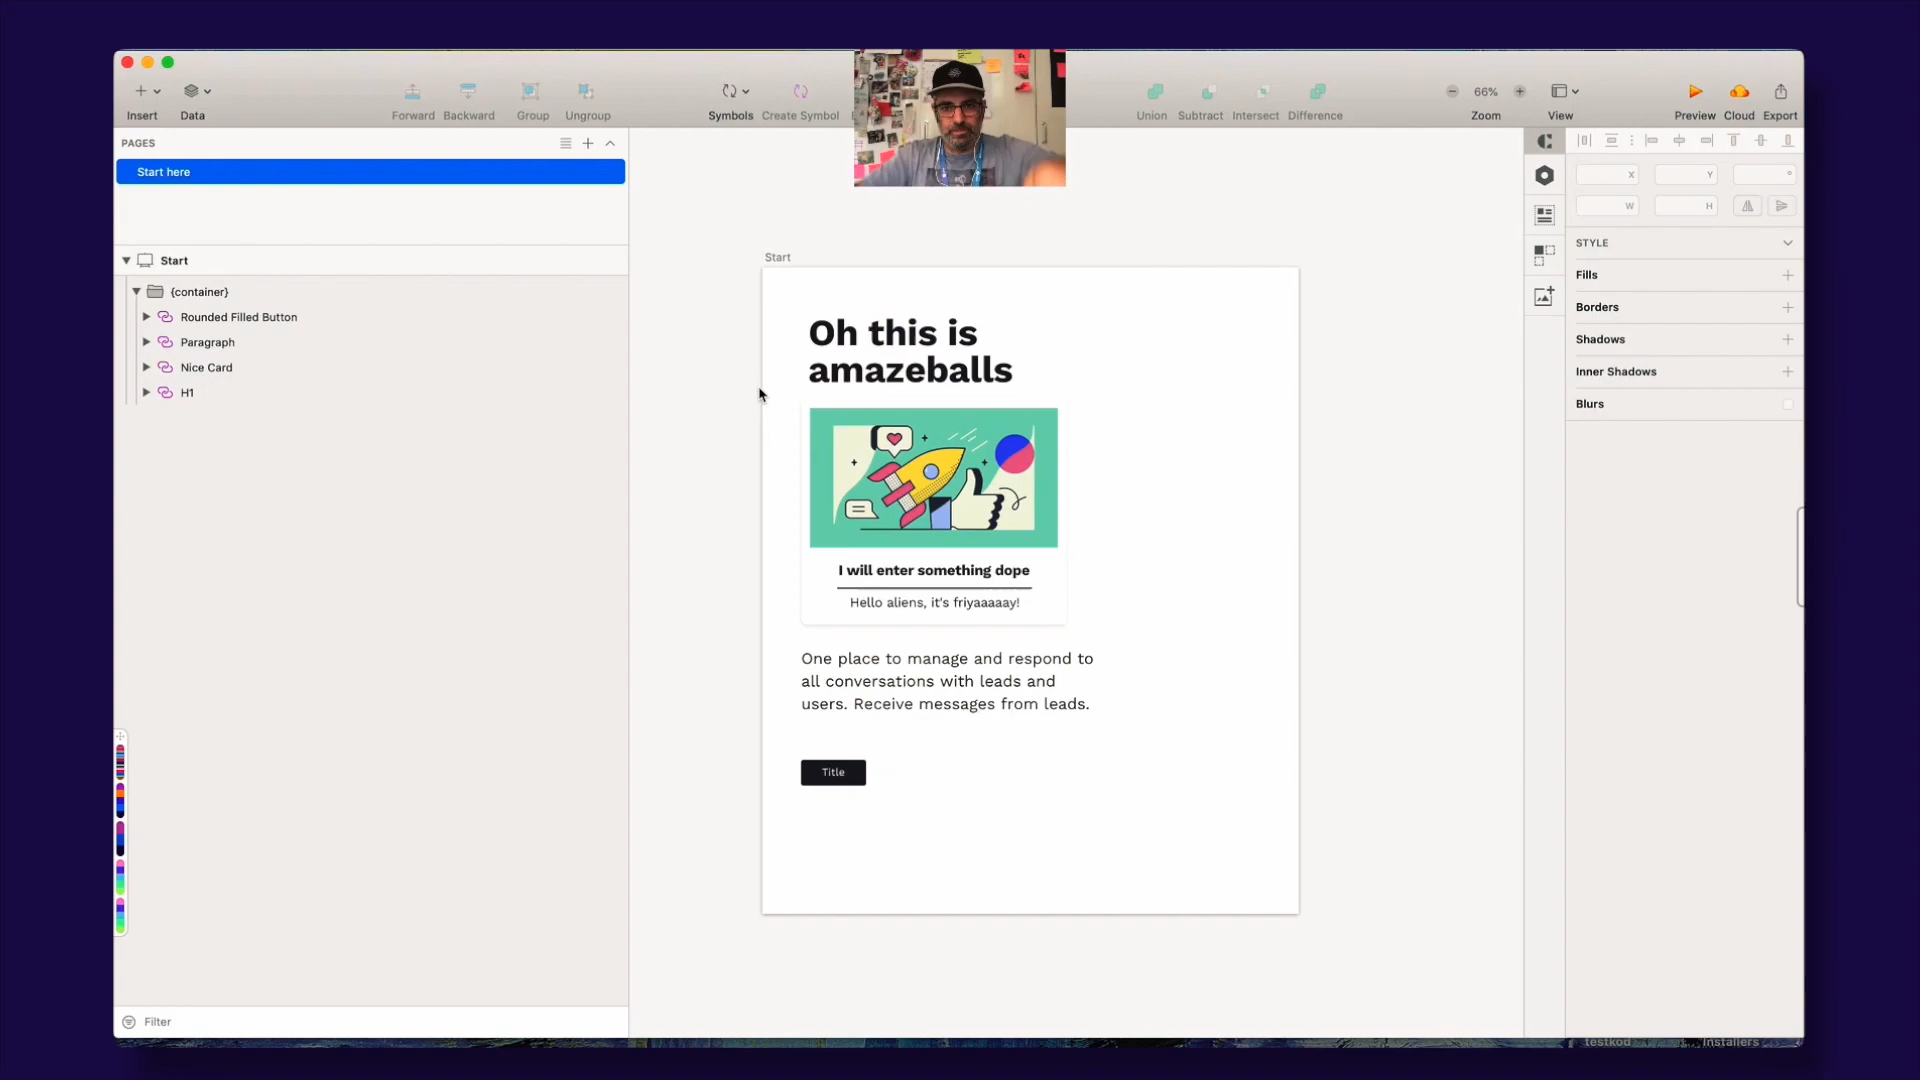 Insert
Data
Forward
Backward
Group
Ungroup
Symbols
Create Symbol
Union
Subtract
Intersect
Difference
66%
Zoom
View
Preview
Cloud
Export
PAGES
Start here
Start
{container}
Rounded Filled Button
Paragraph
Nice Card
H1
Filter
Start
Oh this is
amazeballs
I will enter something dope
Hello aliens, it's friyaaaaay!
One place to manage and respond to
all conversations with leads and
users. Receive messages from leads.
Title
X
Y
°
W
H
STYLE
Fills
Borders
Shadows
Inner Shadows
Blurs
testkod
Installers